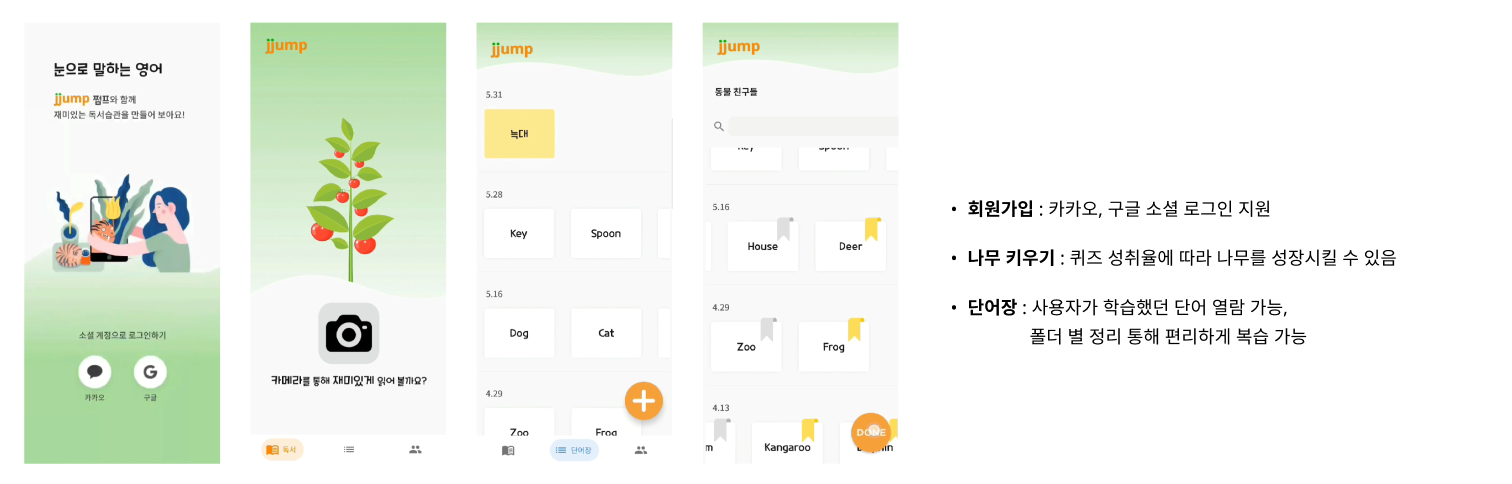 눈으로 말하는 영어
jjump 쩜프와 함께
재미있는 독서습관을 만들어 보아요!
소셜 계정으로 로그인하기
카카오
구글
jjump
카메라를 통해 재미있게 읽어 볼까요?
독서
jjump
5.31
늑대
5.28
Key
Spoon
5.16
Dog
Cat
4.29
Zoo
Frog
단어장
jjump
동물 친구들
Key
Spoon
5.16
House
Deer
4.29
Zoo
Frog
4.13
Kangaroo
DONE
• 회원가입 : 카카오, 구글 소셜 로그인 지원
• 나무 키우기 : 퀴즈 성취율에 따라 나무를 성장시킬 수 있음
• 단어장 : 사용자가 학습했던 단어 열람 가능,
폴더 별 정리 통해 편리하게 복습 가능